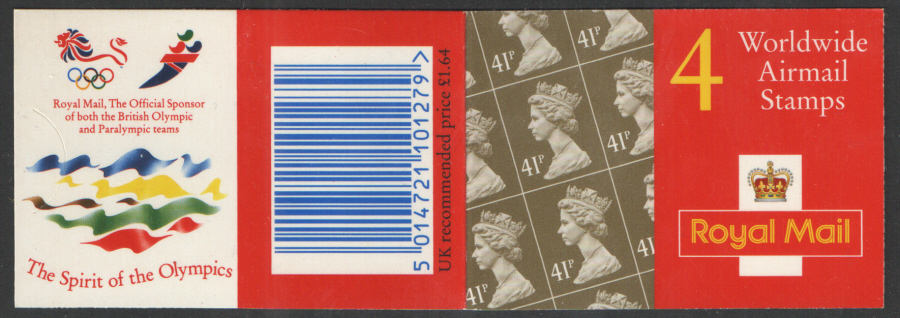 Royal Mail, The Official Sponsor
of both the British Olympic
and Paralympic teams
The Spirit of the Olympics
5 014721 101279 >
UK recommended price £1.64
41P
41P
41P
41P
41P
41P
41P
4
Worldwide
Airmail
Stamps
Royal Mail